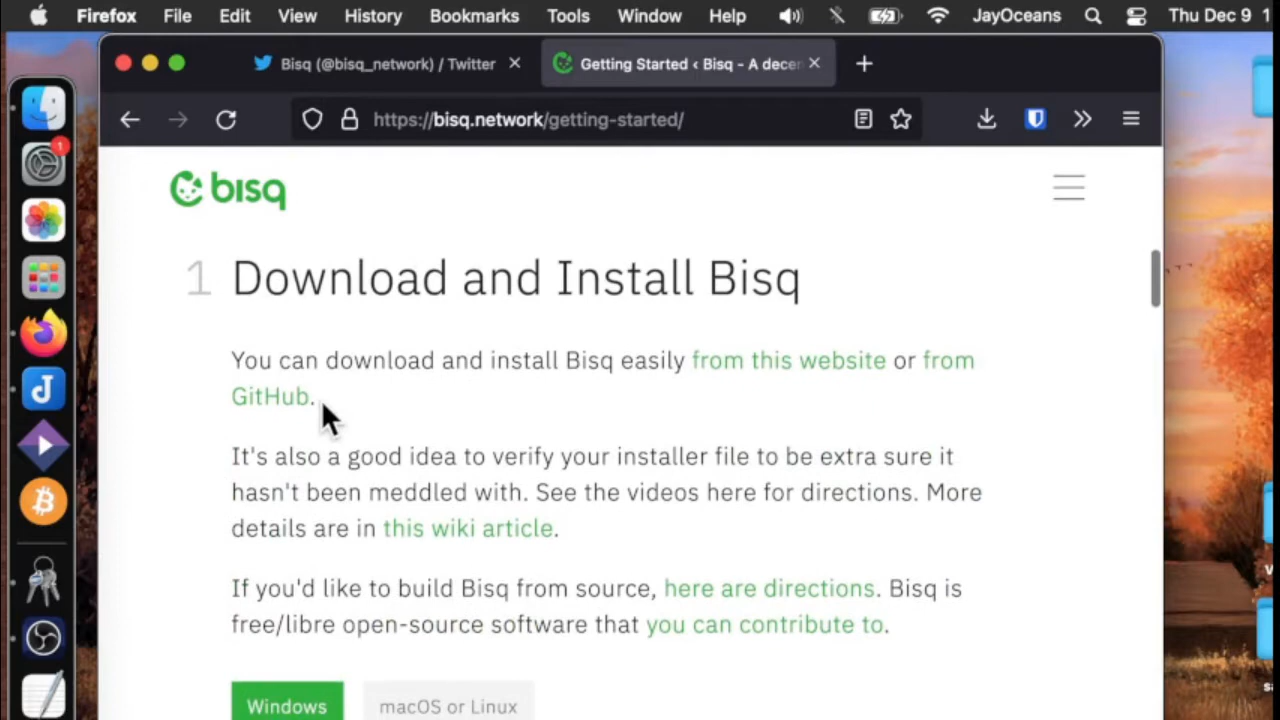 Firefox File Edit View History Bookmarks Tools Window Help JayOceans Thu Dec 9 1
Bisq (@bisq_network) / Twitter
Getting Started ‹ Bisq - A decen
1
https://bisq.network/getting-started/
bisq
1 Download and Install Bisq
You can download and install Bisq easily from this website or from
GitHub.
It's also a good idea to verify your installer file to be extra sure it
hasn't been meddled with. See the videos here for directions. More
details are in this wiki article.
If you'd like to build Bisq from source, here are directions. Bisq is
free/libre open-source software that you can contribute to.
Windows macOS or Linux